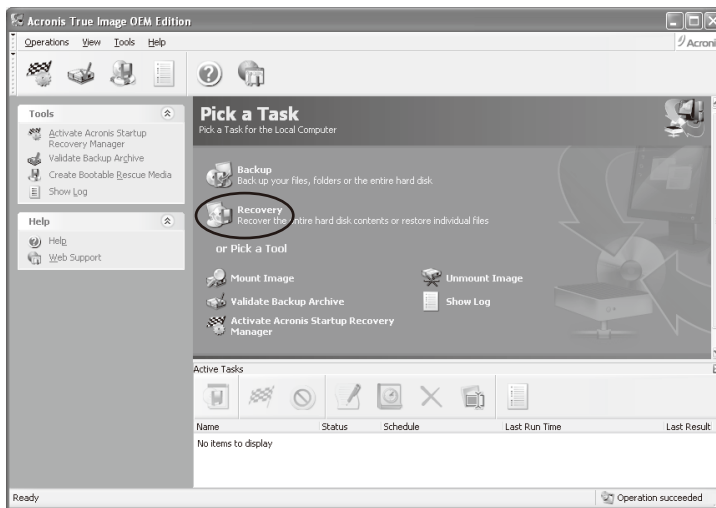 Acronis True Image OEM Edition
Operations View Tools Help
Acroni
Tools
Activate Acronis Startup
Recovery Manager
Validate Backup Archive
Create Bootable Rescue Media
Show Log
Help
Help
Web Support
Pick a Task
Pick a Task for the Local Computer
Backup
Back up your files, folders or the entire hard disk
Recovery
Recover the entire hard disk contents or restore individual files
or Pick a Tool
Mount Image
Unmount Image
Validate Backup Archive
Show Log
Activate Acronis Startup Recovery
Manager
Active Tasks
Name Status Schedule Last Run Time Last Result
No items to display
Ready
Operation succeeded